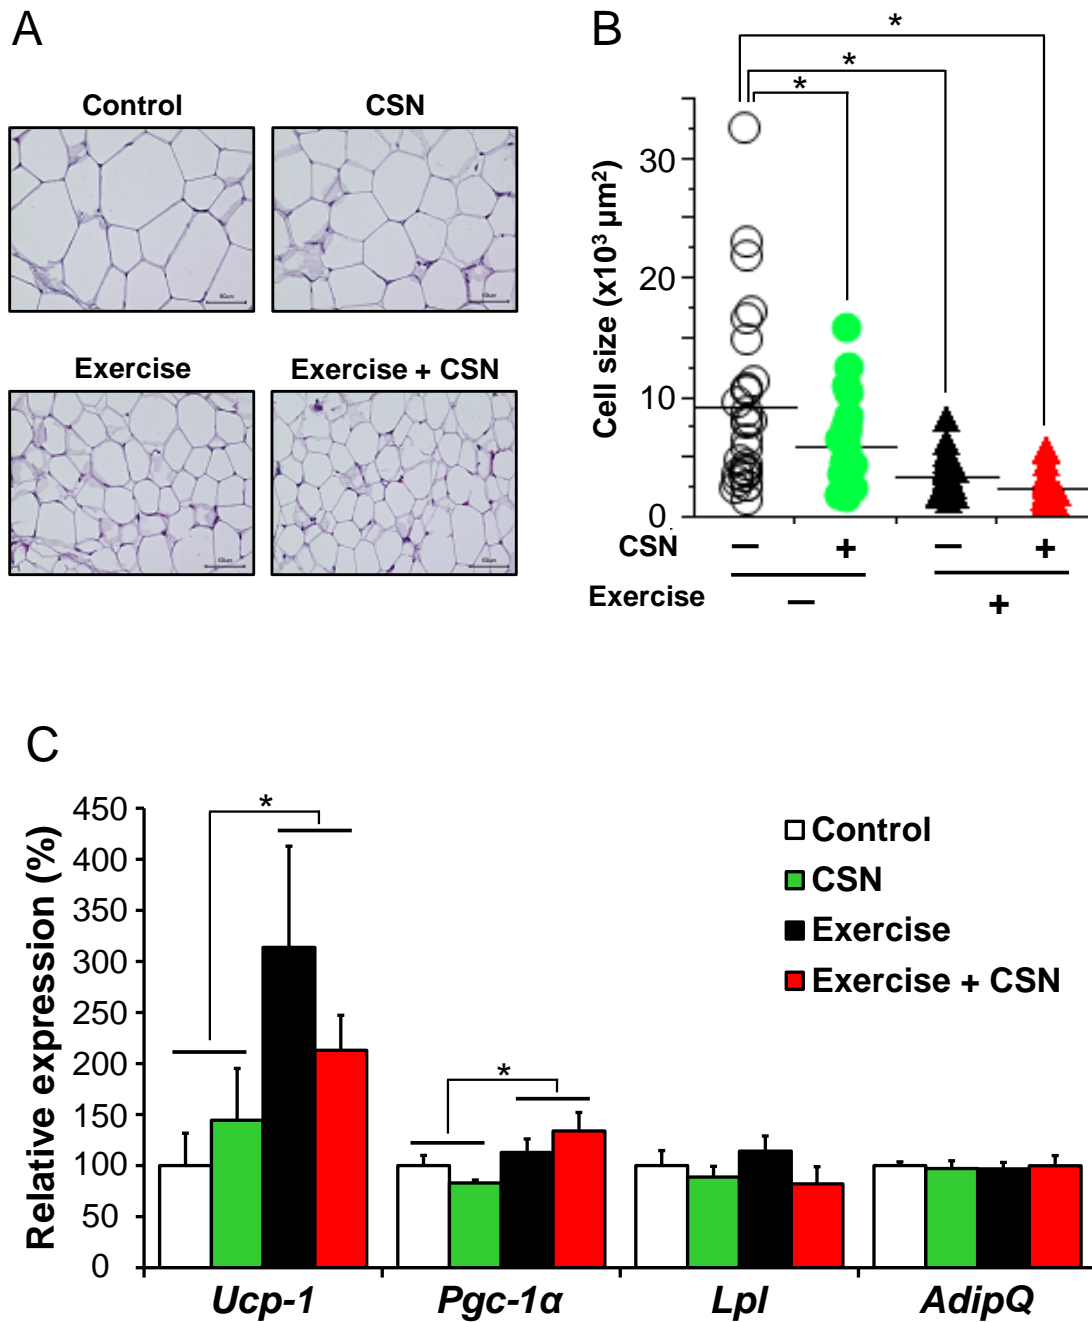 A
Control
CSN
Exercise
Exercise + CSN
B
*
*
*
Cell size (x10³ µm²)
30
20
10
0
CSN
– + – +
Exercise
– +
C
Relative expression (%)
450
400
350
300
250
200
150
100
50
0
*
*
Control
CSN
Exercise
Exercise + CSN
Ucp-1
Pgc-1α
Lpl
AdipQ